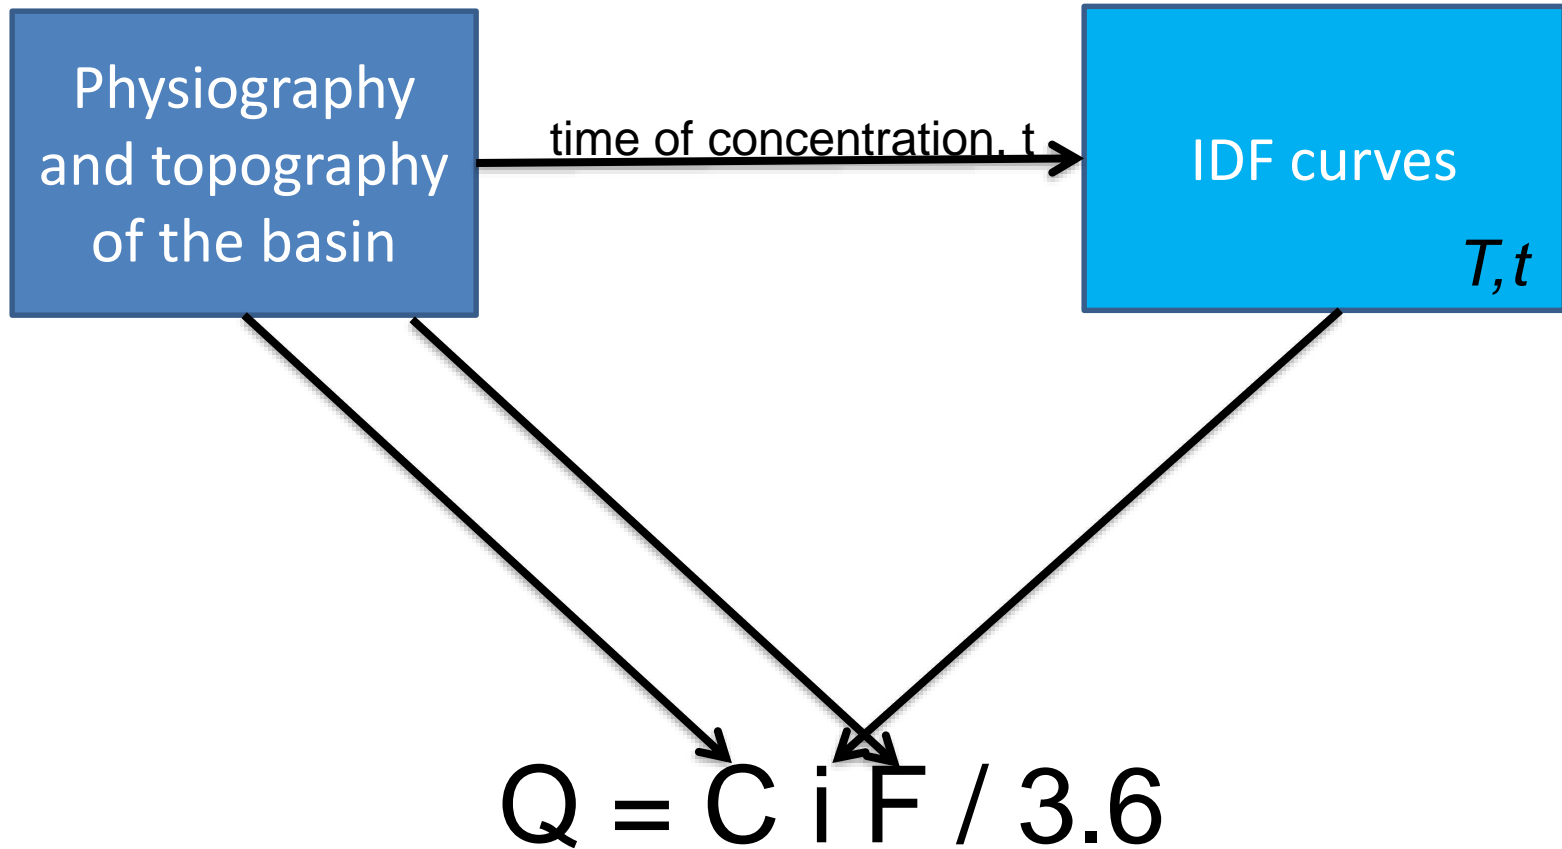 Physiography
and topography
of the basin
time of concentration, t
IDF curves
T,t
Q = C i F / 3.6